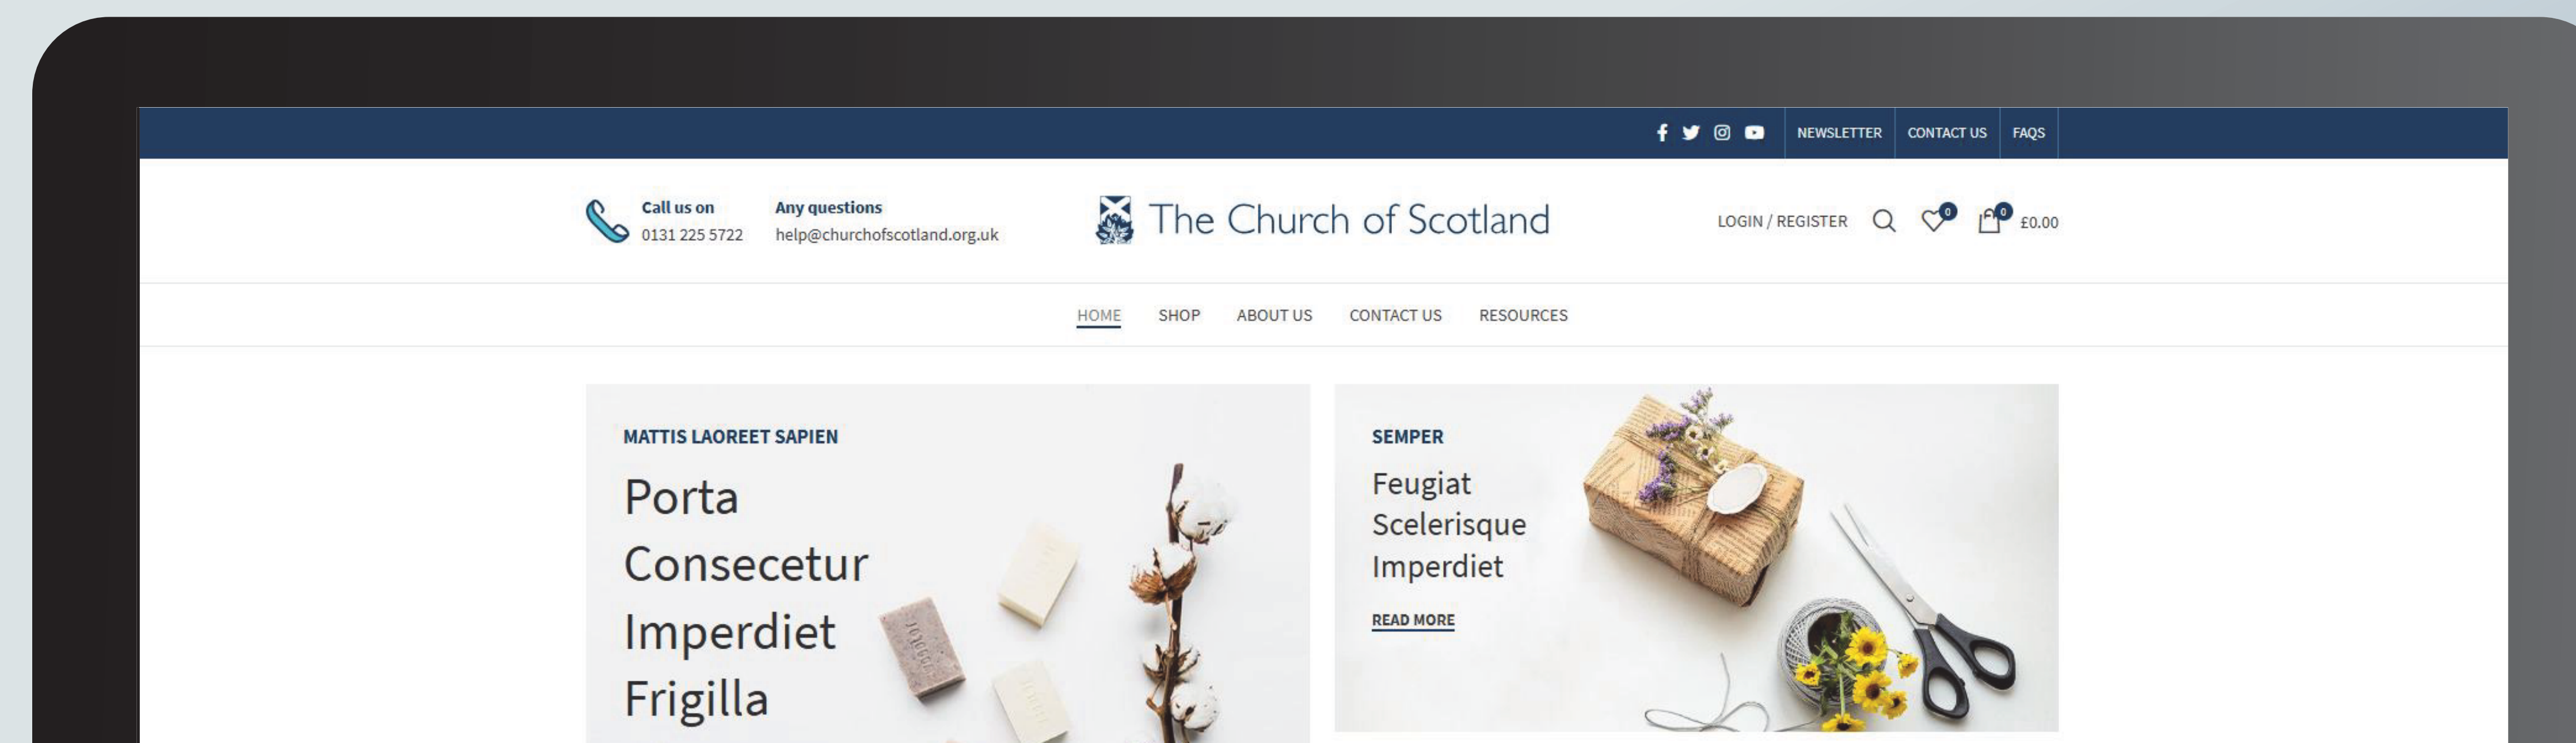 NEWSLETTER
CONTACT US
FAQS
Call us on
0131 225 5722
Any questions
help@churchofscotland.org.uk
The Church of Scotland
LOGIN / REGISTER
0
0
£0.00
HOME
SHOP
ABOUT US
CONTACT US
RESOURCES
MATTIS LAOREET SAPIEN
Porta
Consecetur
Imperdiet
Frigilla
SEMPER
Feugiat
Scelerisque
Imperdiet
READ MORE